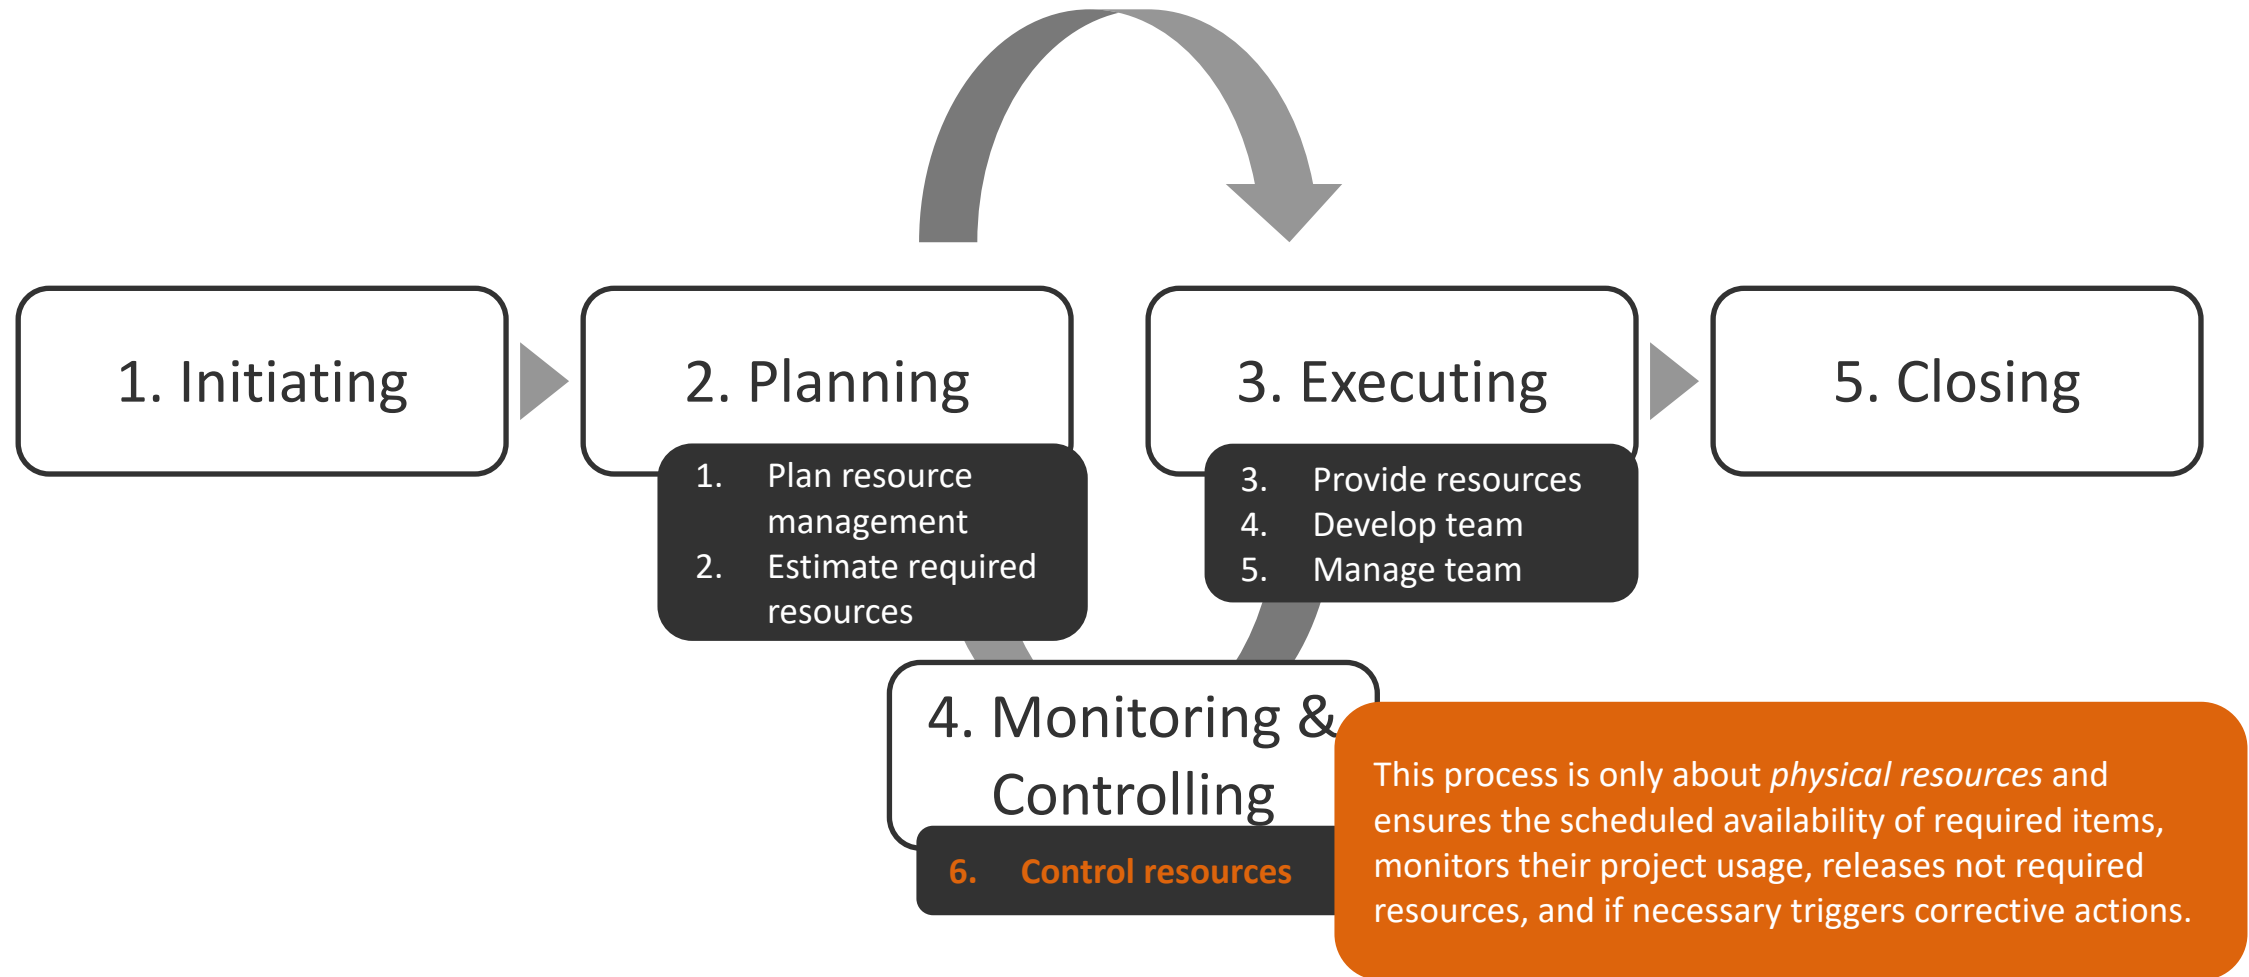 1. Initiating
2. Planning
3. Executing
5. Closing
1. Plan resource
management
2. Estimate required
resources
3. Provide resources
4. Develop team
5. Manage team
4. Monitoring &
Controlling
6. Control resources
This process is only about physical resources and
ensures the scheduled availability of required items,
monitors their project usage, releases not required
resources, and if necessary triggers corrective actions.